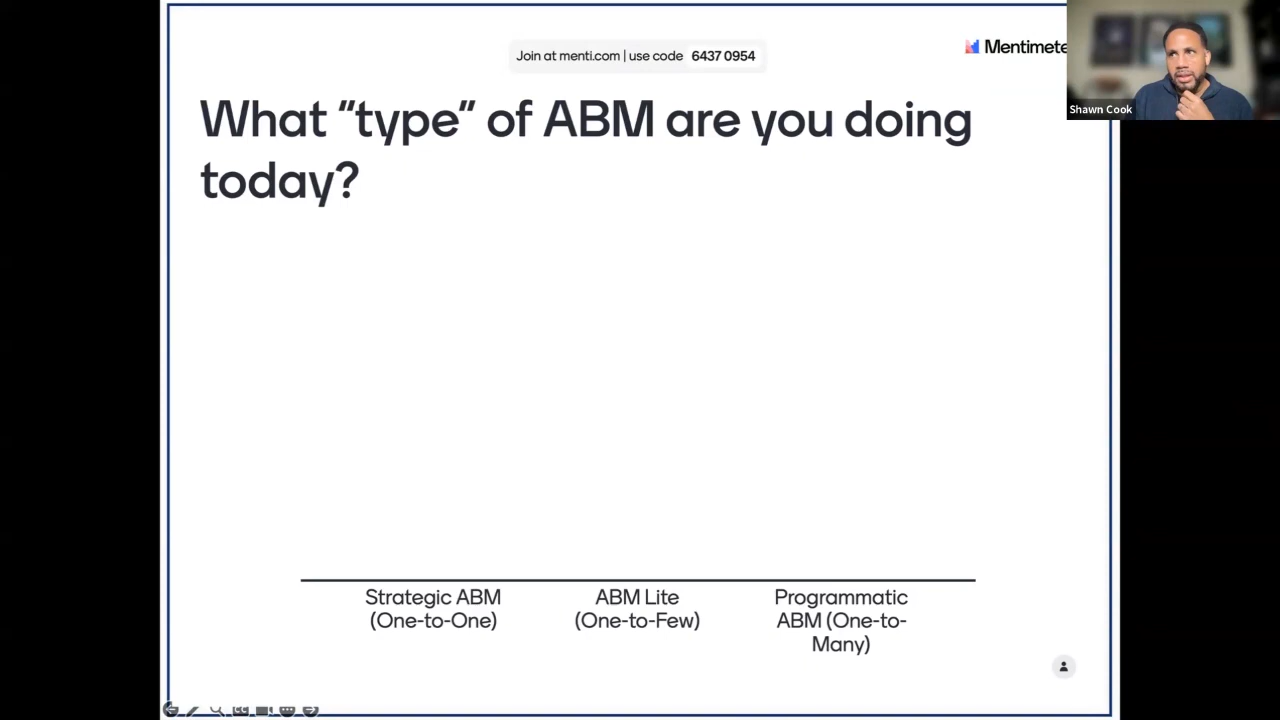 Join at menti.com | use code 6437 0954
Mentimete
Shawn Cook
What “type” of ABM are you doing
today?
Strategic ABM
(One-to-One)
ABM Lite
(One-to-Few)
Programmatic
ABM (One-to-
Many)
CC